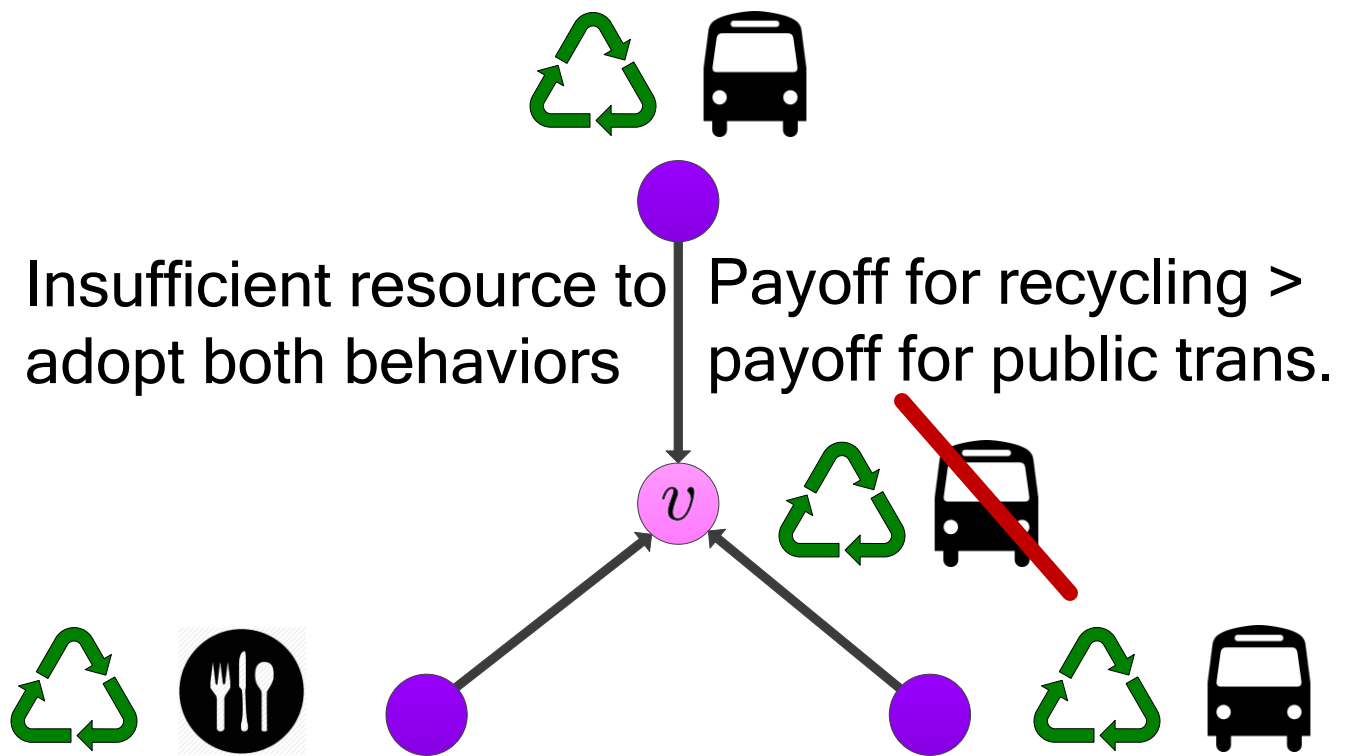 Insufficient resource to
adopt both behaviors
Payoff for recycling >
payoff for public trans.
v